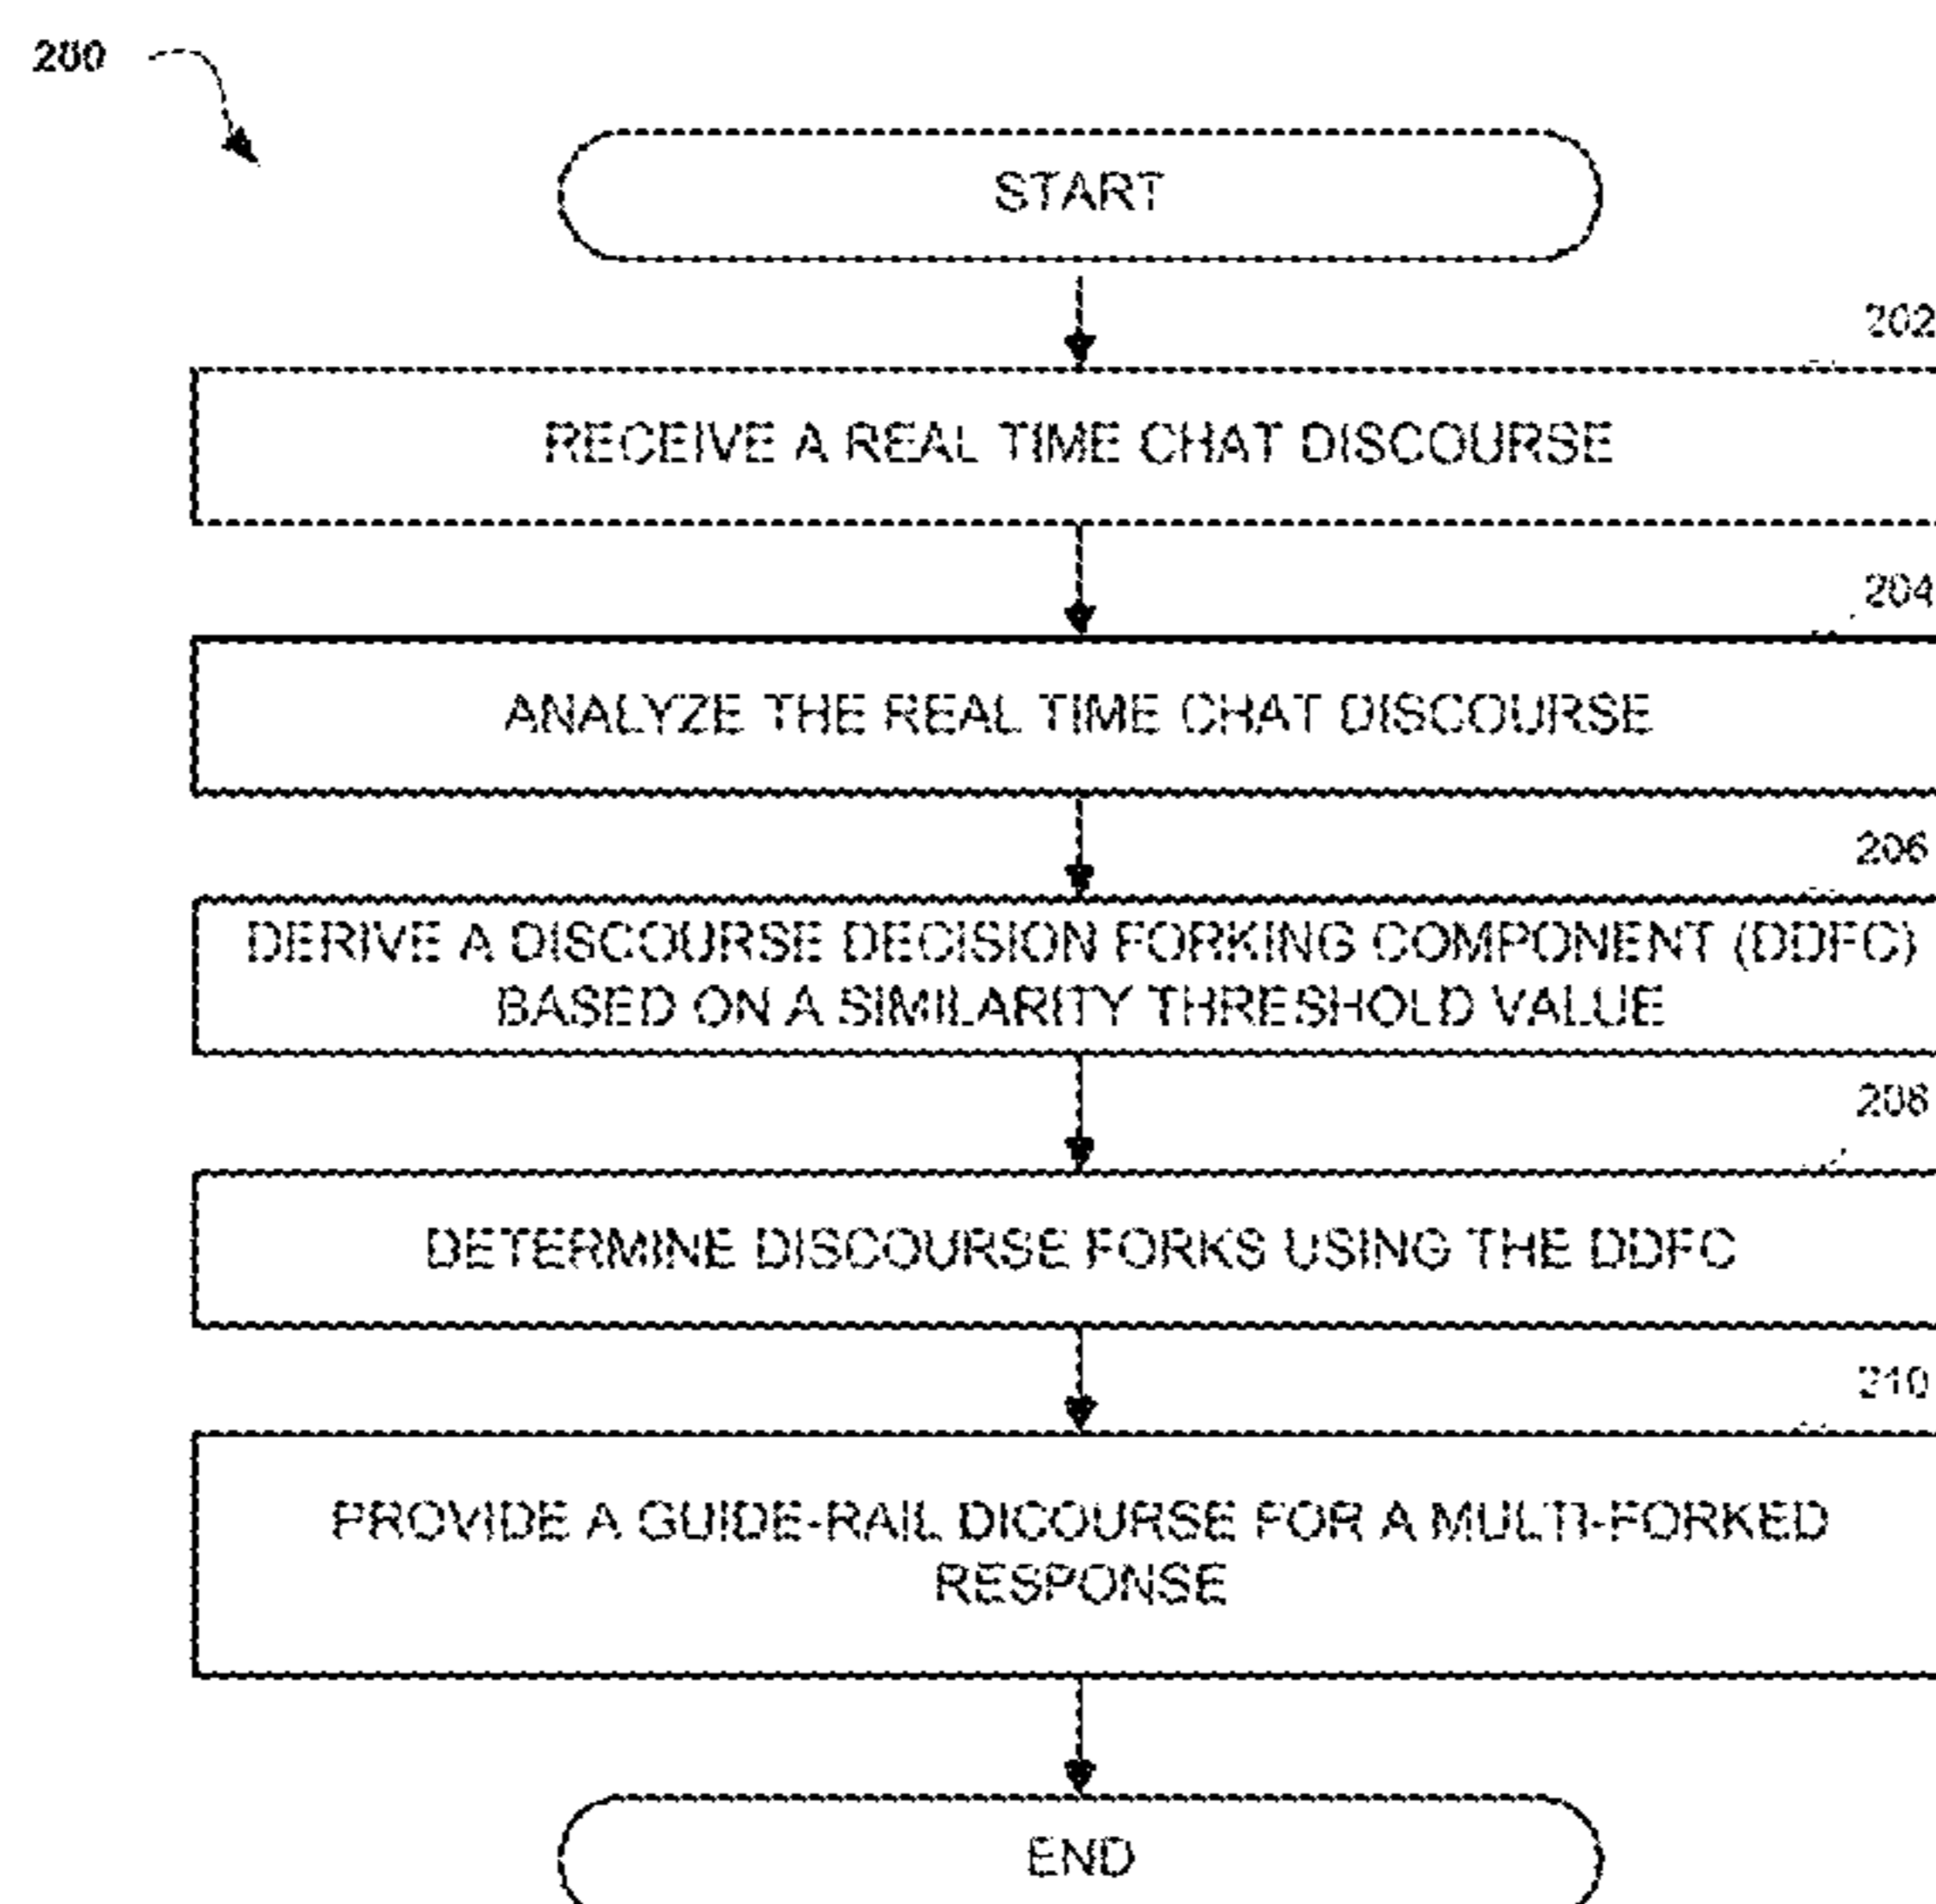 200
START
202
RECEIVE A REAL TIME CHAT DISCOURSE
204
ANALYZE THE REAL TIME CHAT DISCOURSE
206
DERIVE A DISCOURSE DECISION FORKING COMPONENT (DDFC)
BASED ON A SIMILARITY THRESHOLD VALUE
208
DETERMINE DISCOURSE FORKS USING THE DDFC
210
PROVIDE A GUIDE-RAIL DICOURSE FOR A MULTI-FORKED
RESPONSE
END